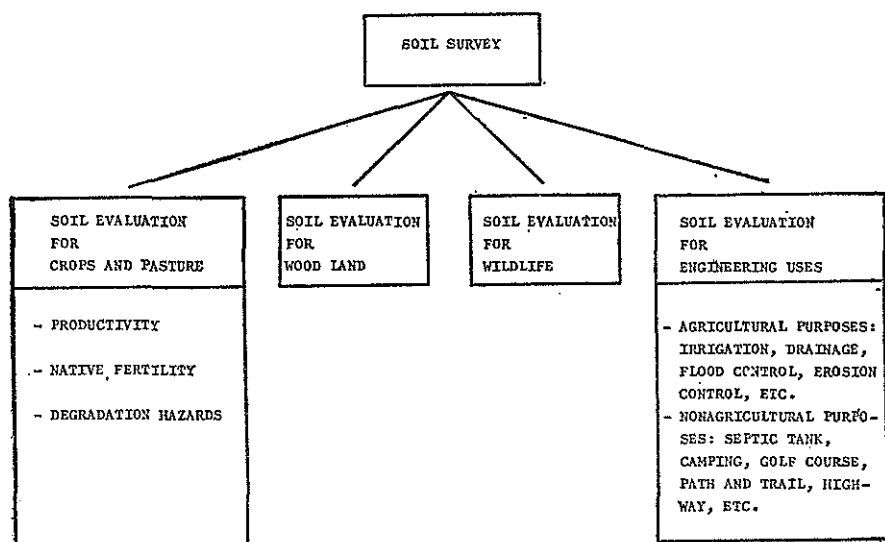 SOIL SURVEY
SOIL EVALUATION
FOR
CROPS AND PASTURE
- PRODUCTIVITY
- NATIVE FERTILITY
- DEGRADATION HAZARDS
SOIL EVALUATION
FOR
WOOD LAND
SOIL EVALUATION
FOR
WILDLIFE
SOIL EVALUATION
FOR
ENGINEERING USES
- AGRICULTURAL PURPOSES:
IRRIGATION, DRAINAGE,
FLOOD CONTROL, EROSION
CONTROL, ETC.
- NONAGRICULTURAL PURPO-
SES: SEPTIC TANK,
CAMPING, GOLF COURSE,
PATH AND TRAIL, HIGH-
WAY, ETC.